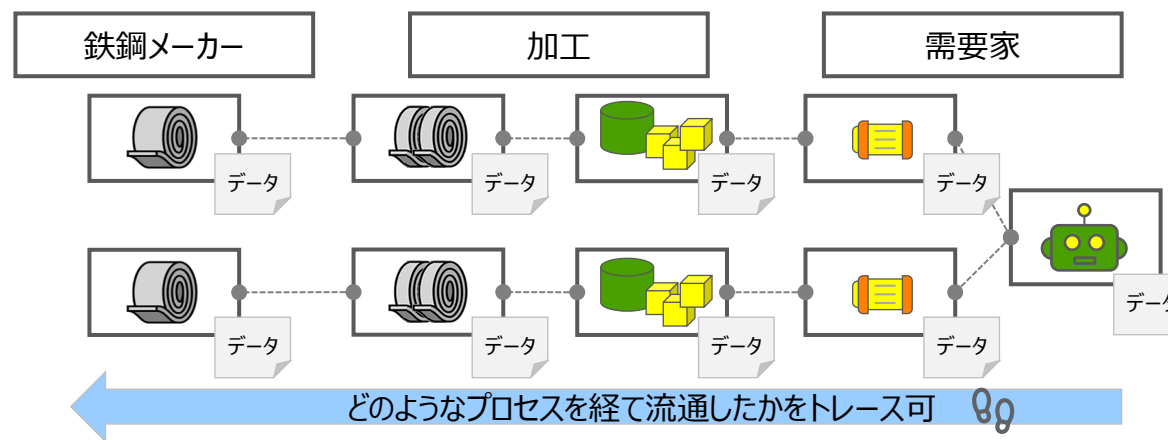 鉄鋼メーカー
加工
需要家
データ
データ
データ
データ
データ
データ
データ
データ
データ
どのようなプロセスを経て流通したかをトレース可